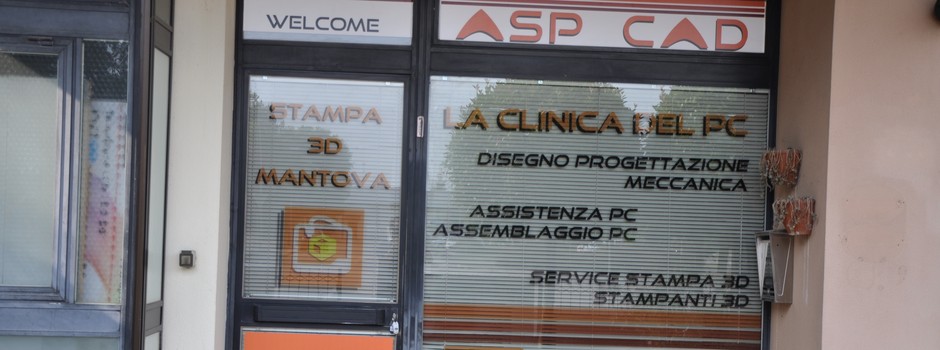 WELCOME
ASP CAD
STAMPA
3D
MANTOVA
LA CLINICA DEL PC
DISEGNO PROGETTAZIONE
MECCANICA
ASSISTENZA PC
ASSEMBLAGGIO PC
SERVICE STAMPA 3D
STAMPANTI 3D